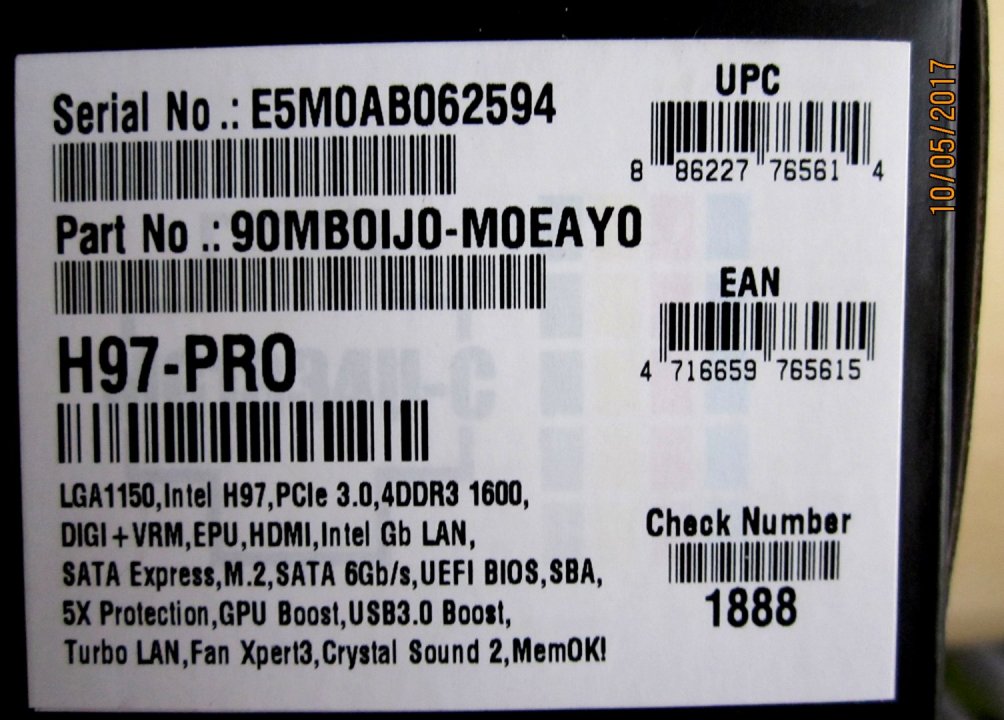 Serial No .: E5M0AB062594
Part No .: 90MB0IJ0-M0EAY0
H97-PRO
LGA1150,Intel H97,PCIe 3.0,4DDR3 1600,
DIGI+VRM,EPU,HDMI,Intel Gb LAN,
SATA Express,M.2,SATA 6Gb/s,UEFI BIOS,SBA,
5X Protection,GPU Boost,USB3.0 Boost,
Turbo LAN,Fan Xpert3,Crystal Sound 2,MemOK!
UPC
8 86227 76561 4
EAN
4 716659 765615
Check Number
1888
10/05/2017